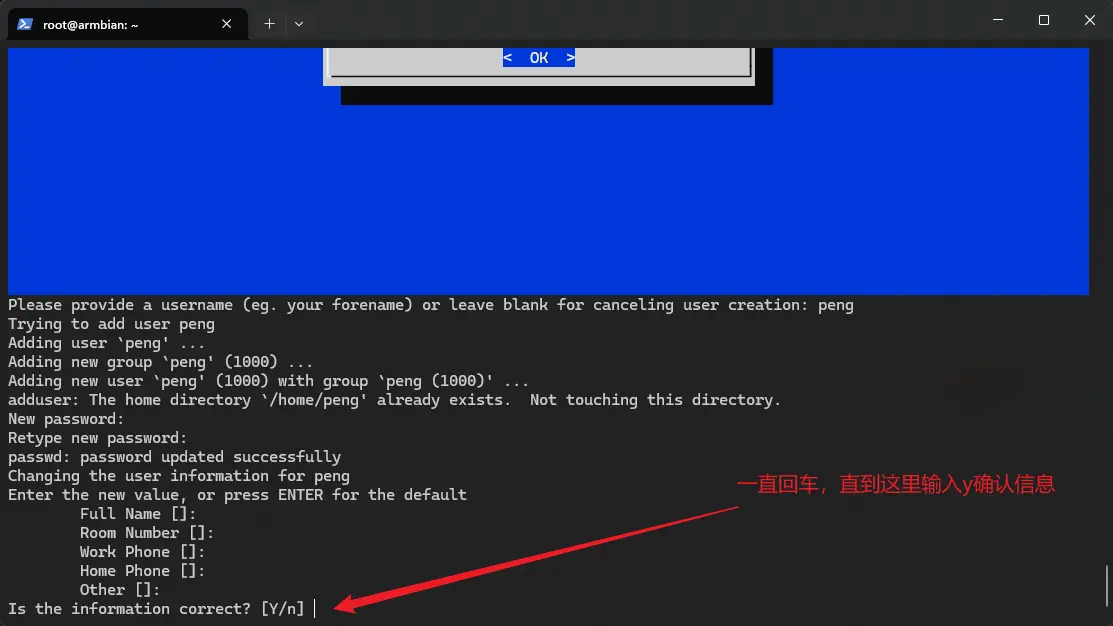 root@armbian: ~
< OK >
Please provide a username (eg. your forename) or leave blank for canceling user creation: peng
Trying to add user peng
Adding user `peng' ...
Adding new group `peng' (1000) ...
Adding new user `peng' (1000) with group `peng (1000)' ...
adduser: The home directory `/home/peng' already exists.  Not touching this directory.
New password:
Retype new password:
passwd: password updated successfully
Changing the user information for peng
Enter the new value, or press ENTER for the default
一直回车，直到这里输入y确认信息
Full Name []:
Room Number []:
Work Phone []:
Home Phone []:
Other []:
Is the information correct? [Y/n]